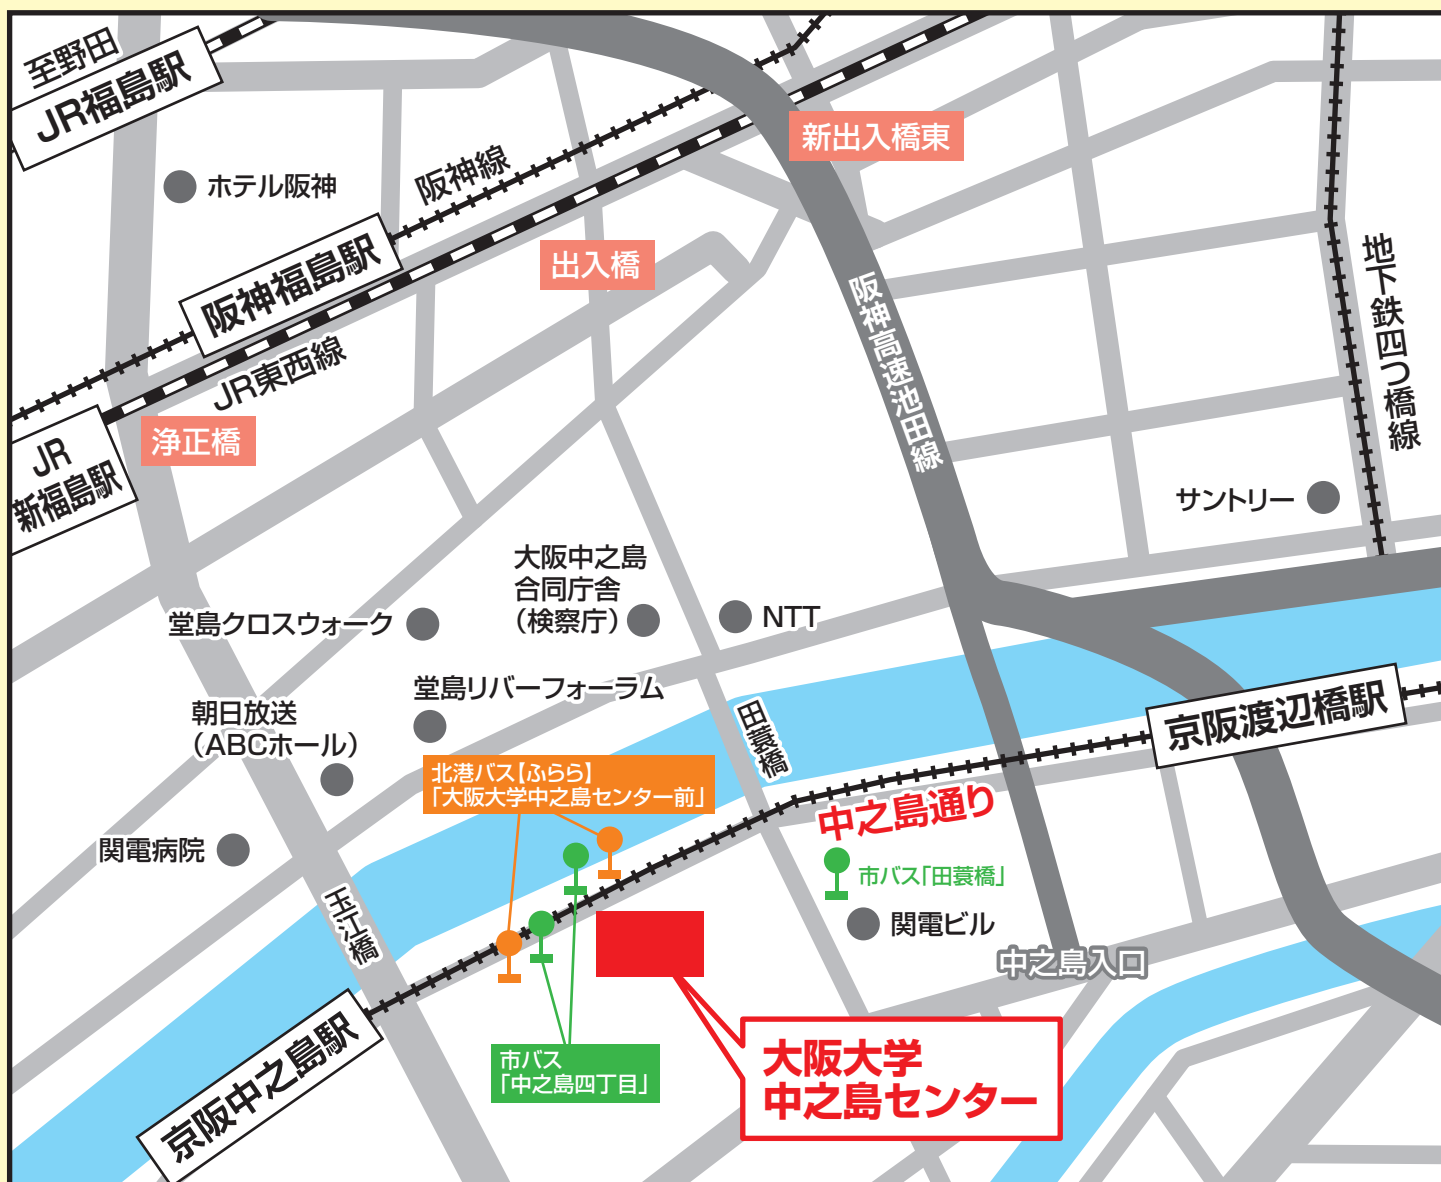 至野田
JR福島駅
ホテル阪神
阪神線
新出入橋東
阪神福島駅
出入橋
JR東西線
浄正橋
JR
新福島駅
阪神高速池田線
地下鉄四つ橋線
サントリー
大阪中之島
合同庁舎
（検察庁）
NTT
堂島クロスウォーク
堂島リバーフォーラム
朝日放送
（ABCホール）
田蓑橋
京阪渡辺橋駅
北港バス【ふらら】
「大阪大学中之島センター前」
中之島通り
関電病院
市バス「田蓑橋」
玉江橋
関電ビル
中之島入口
京阪中之島駅
市バス
「中之島四丁目」
大阪大学
中之島センター